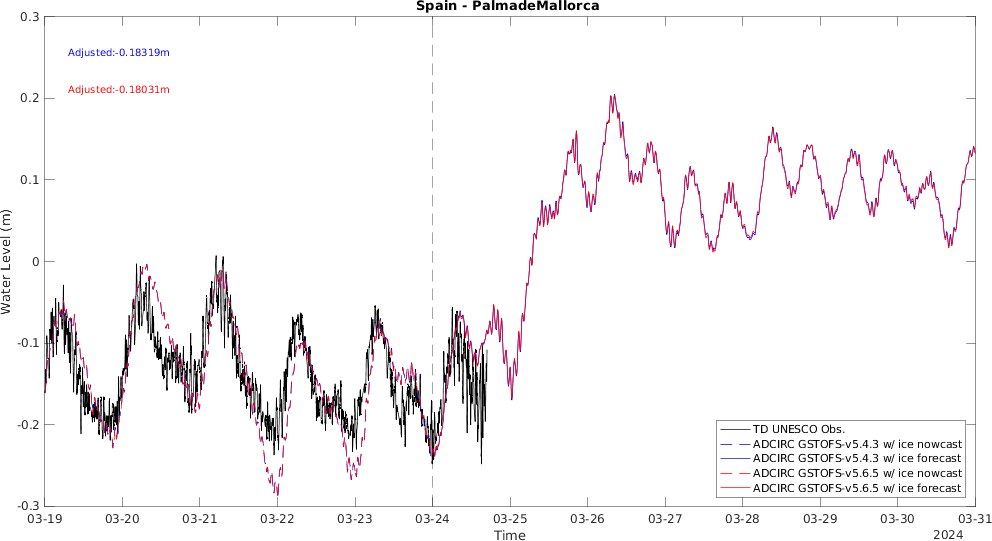 Spain - PalmadeMallorca
0.3
Adjusted:-0.18319m
Adjusted:-0.18031m
0.2
0.1
0
-0.1
-0.2
-0.3
Water Level (m)
TD UNESCO Obs.
ADCIRC GSTOFS-v5.4.3 w/ ice nowcast
ADCIRC GSTOFS-v5.4.3 w/ ice forecast
ADCIRC GSTOFS-v5.6.5 w/ ice nowcast
ADCIRC GSTOFS-v5.6.5 w/ ice forecast
03-19 03-20 03-21 03-22 03-23 03-24 03-25 03-26 03-27 03-28 03-29 03-30 03-31
Time
2024